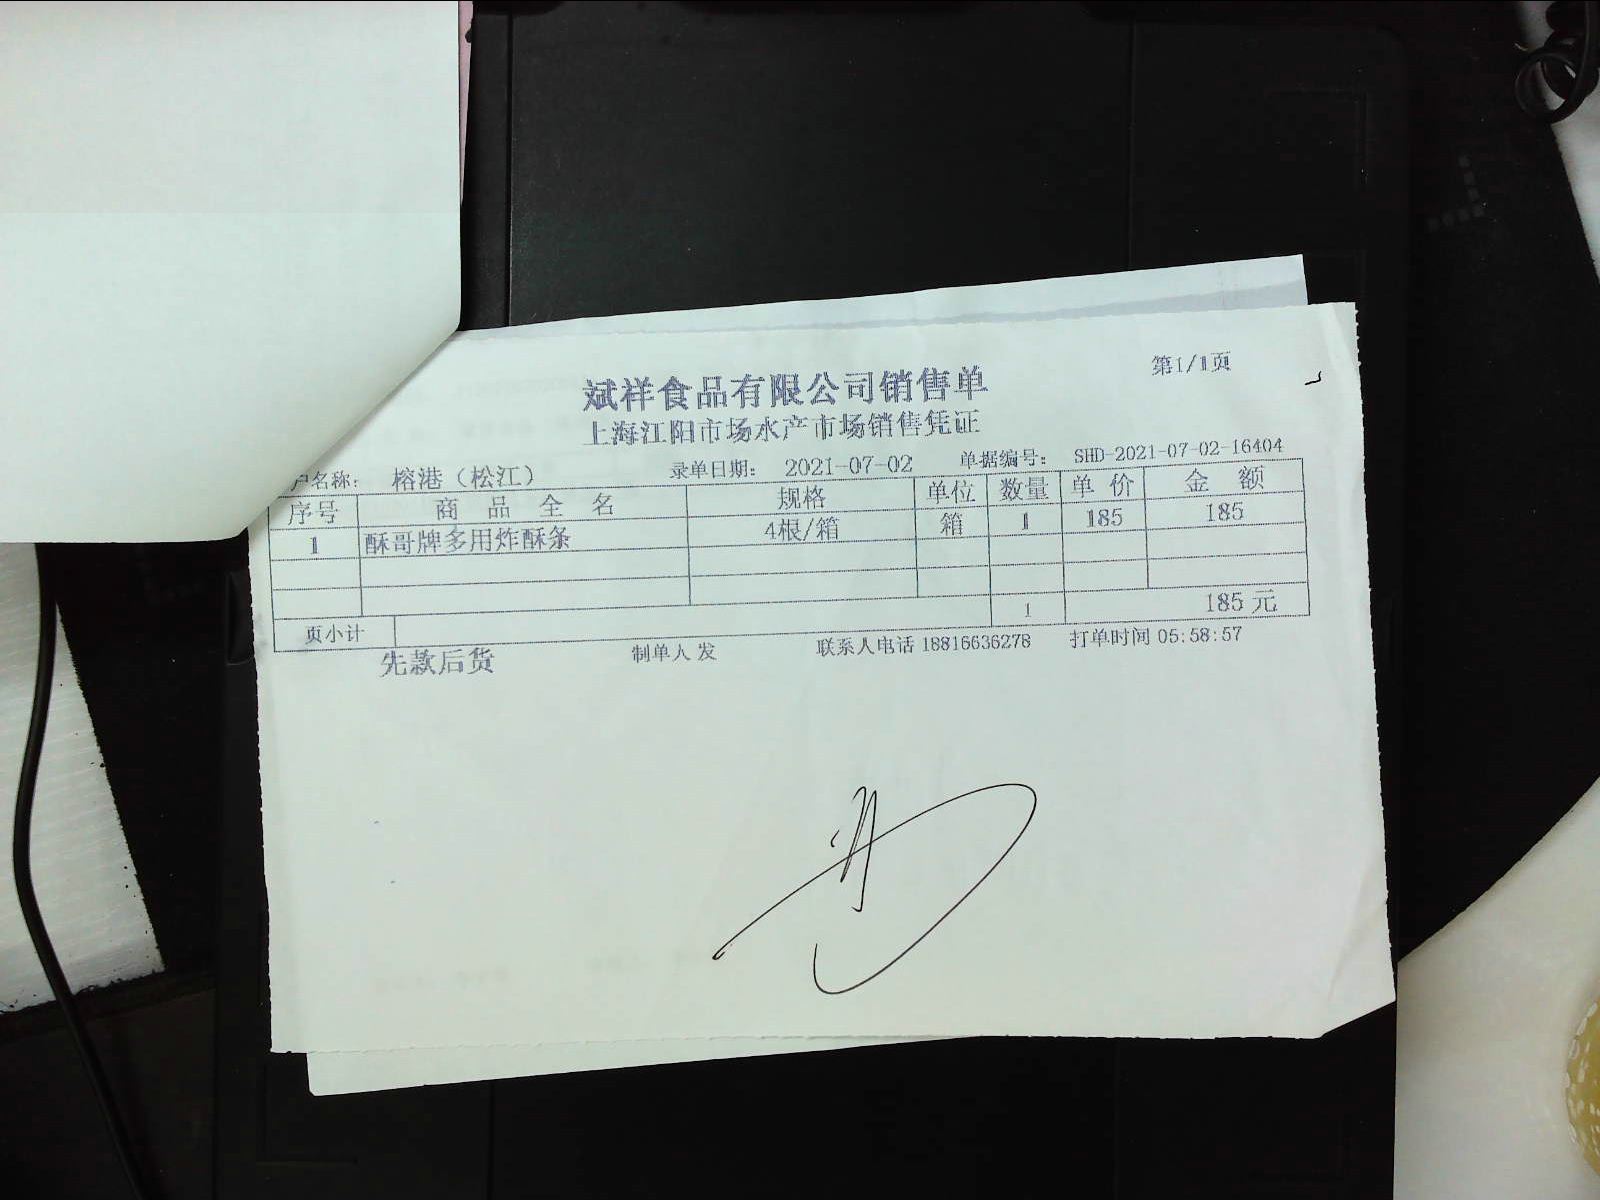 第1/1页
斌祥食品有限公司销售单
上海江阳市场水产市场销售凭证
户名称： 榕港（松江） 录单日期： 2021-07-02 单据编号： SHD-2021-07-02-16404
序号 商 品 全 名 规格 单位 数量 单 价 金 额
1 酥哥牌多用炸酥条 4根/箱 箱 1 185 185
页小计 1 185 元
先款后货 制单人 发 联系人电话 18816636278 打单时间 05:58:57